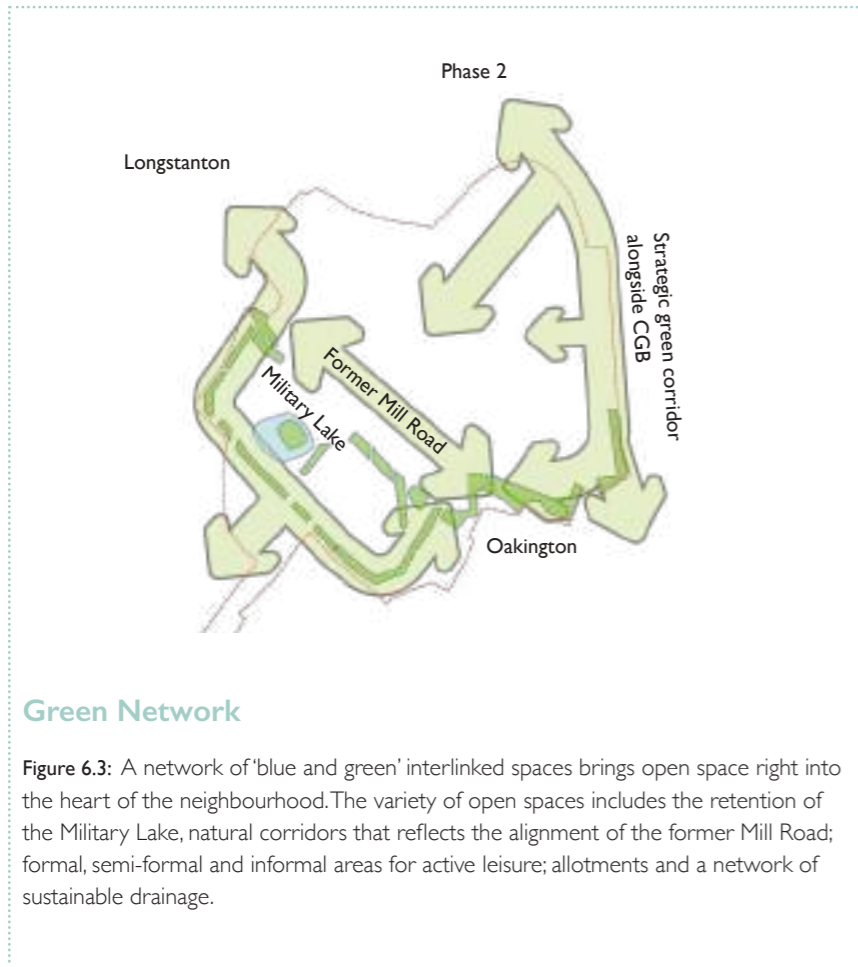 Phase 2
Longstanton
Strategic green corridor
alongside CGB
Former Mill Road
Military Lake
Oakington
Green Network
Figure 6.3: A network of ‘blue and green’ interlinked spaces brings open space right into
the heart of the neighbourhood. The variety of open spaces includes the retention of
the Military Lake, natural corridors that reflects the alignment of the former Mill Road;
formal, semi-formal and informal areas for active leisure; allotments and a network of
sustainable drainage.